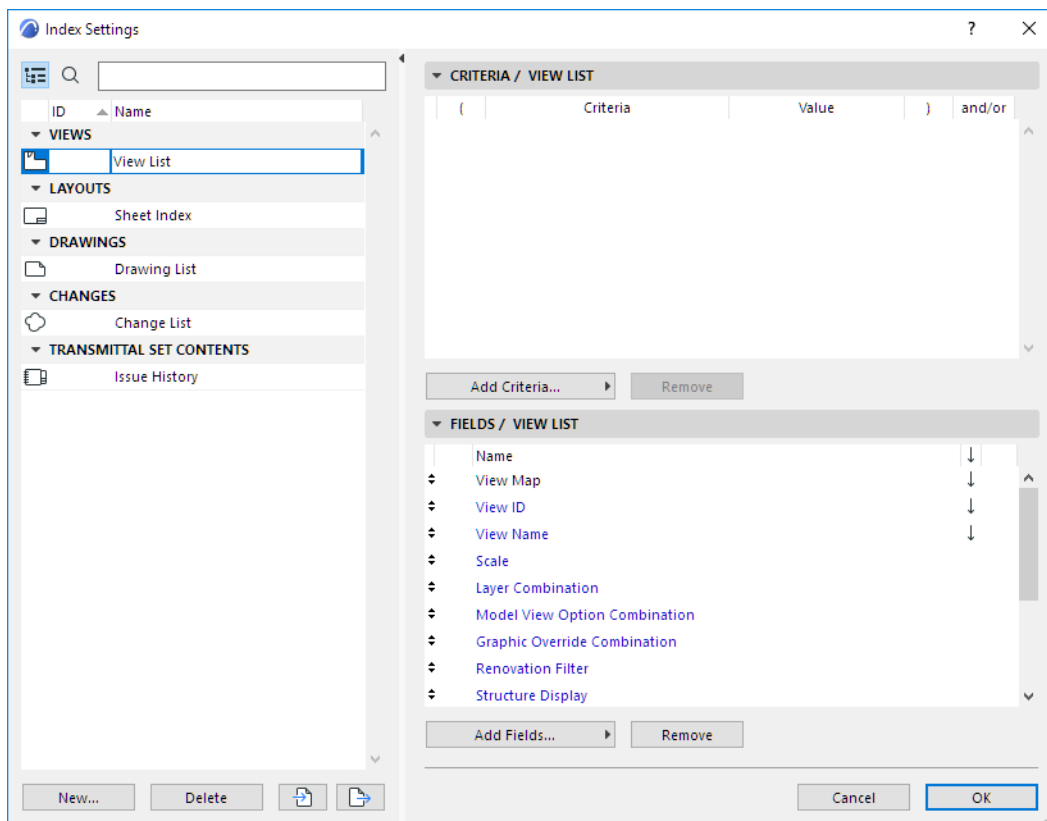 Index Settings
?
ID Name
VIEWS
View List
LAYOUTS
Sheet Index
DRAWINGS
Drawing List
CHANGES
Change List
TRANSMITTAL SET CONTENTS
Issue History
New...
Delete
CRITERIA / VIEW LIST
( Criteria Value ) and/or
Add Criteria...
Remove
FIELDS / VIEW LIST
Name
View Map
View ID
View Name
Scale
Layer Combination
Model View Option Combination
Graphic Override Combination
Renovation Filter
Structure Display
Add Fields...
Remove
Cancel
OK